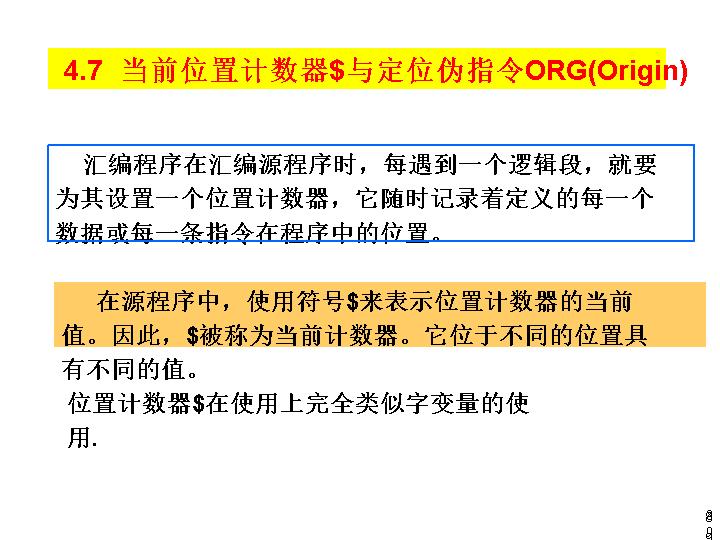 4.7 当前位置计数器$与定位伪指令ORG(Origin)
汇编程序在汇编源程序时，每遇到一个逻辑段，就要
为其设置一个位置计数器，它随时记录着定义的每一个
数据或每一条指令在程序中的位置。
在源程序中，使用符号$来表示位置计数器的当前
值。因此，$被称为当前计数器。它位于不同的位置具
有不同的值。
位置计数器$在使用上完全类似字变量的使
用.